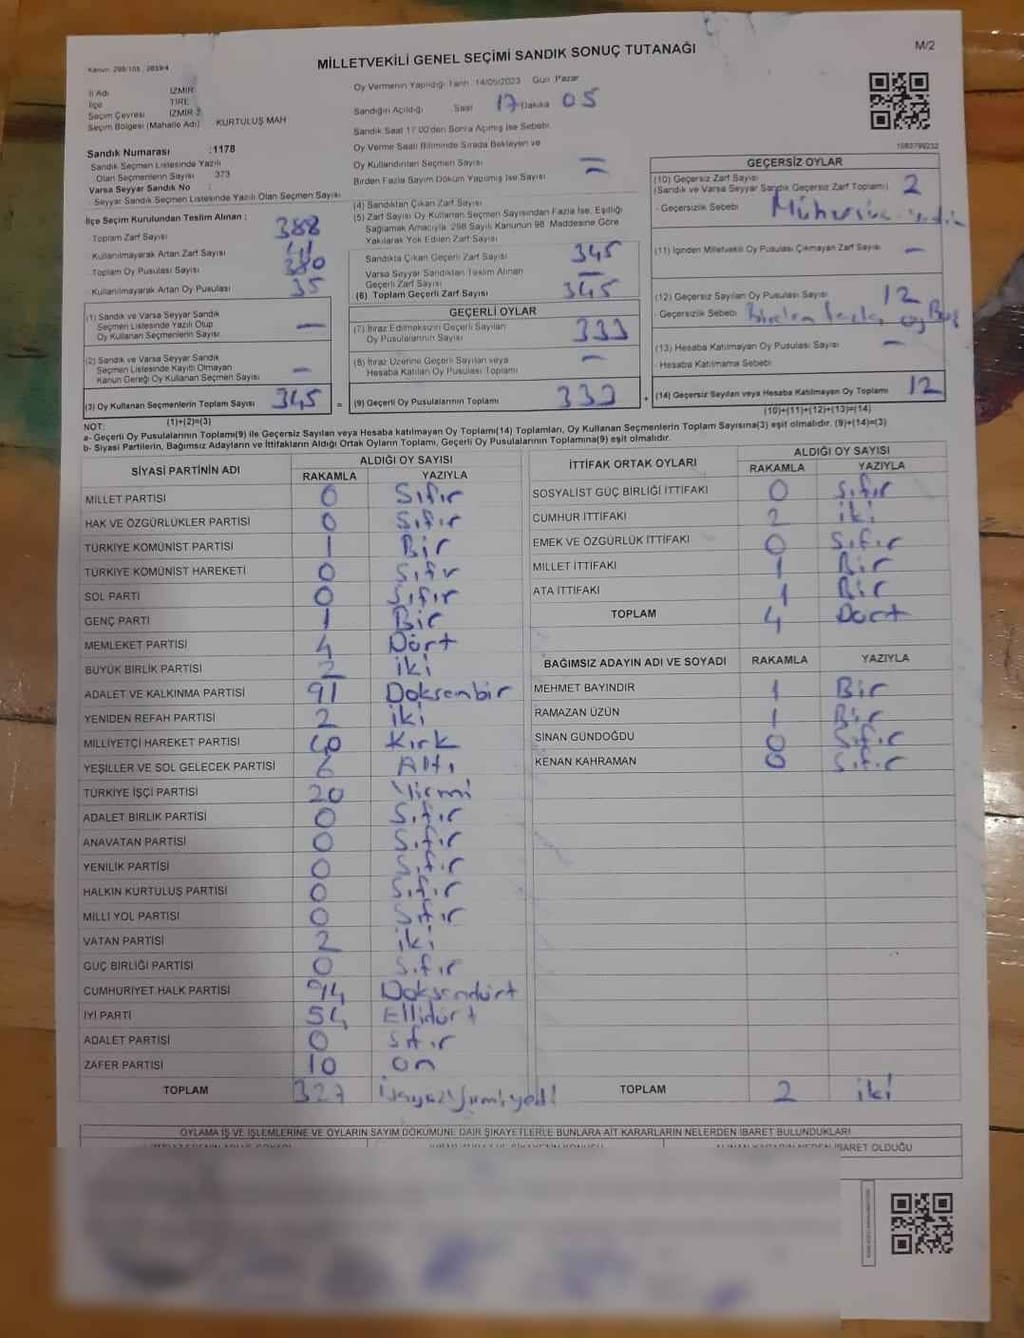 MİLLETVEKİLİ GENEL SEÇİMİ SANDIK SONUÇ TUTANAĞI
M/2
İl Adı İZMİR
İlçe TİRE
Seçim Çevresi İZMİR 2
Seçim Bölgesi (Mahalle Adı) KURTULUŞ MAH
Sandık Numarası :1178
Sandık Seçmen Listesinde Yazılı
Olan Seçmenlerin Sayısı 373
Varsa Seyyar Sandık No :
Seyyar Sandık Seçmen Listesinde Yazılı Olan Seçmen Sayısı
Oy Vermenin Yapıldığı Tarih 14/05/2023 Gün Pazar
Sandığın Açıldığı Saat 17 Dakika 05
Sandık Saat 17:00'den Sonra Açılmış İse Sebebi
Oy Verme Saati Bitiminde Sırada Bekleyen ve
Oy Kullandırılan Seçmen Sayısı —
Birden Fazla Sayım Döküm Yapılmış İse Sayısı —
İlçe Seçim Kurulundan Teslim Alınan :
- Toplam Zarf Sayısı 388
- Kullanılmayarak Artan Zarf Sayısı
- Toplam Oy Pusulası Sayısı 380
- Kullanılmayarak Artan Oy Pusulası 35
(1) Sandık ve Varsa Seyyar Sandık
Seçmen Listesinde Yazılı Olup
Oy Kullanan Seçmenlerin Sayısı —
(2) Sandık ve Varsa Seyyar Sandık
Seçmen Listesinde Kayıtlı Olmayan
Kanun Gereği Oy Kullanan Seçmen Sayısı —
(3) Oy Kullanan Seçmenlerin Toplam Sayısı 345
(1)+(2)=(3)
(4) Sandıktan Çıkan Zarf Sayısı
(5) Zarf Sayısı Oy Kullanan Seçmen Sayısından Fazla İse, Eşitliği
Sağlamak Amacıyla, 298 Sayılı Kanunun 98. Maddesine Göre
Yakılarak Yok Edilen Zarf Sayısı
Sandıkta Çıkan Geçerli Zarf Sayısı 345
Varsa Seyyar Sandıktan Teslim Alınan
Geçerli Zarf Sayısı —
(6) Toplam Geçerli Zarf Sayısı 345
GEÇERLİ OYLAR
(7) İtiraz Edilmeksizin Geçerli Sayılan
Oy Pusulalarının Sayısı 333
(8) İtiraz Üzerine Geçerli Sayılan veya
Hesaba Katılan Oy Pusulası Toplamı —
= (9) Geçerli Oy Pusulalarının Toplamı 333 +
GEÇERSİZ OYLAR
(10) Geçersiz Zarf Sayısı
(Sandık ve Varsa Seyyar Sandık Geçersiz Zarf Toplamı) 2
- Geçersizlik Sebebi
(11) İçinden Milletvekili Oy Pusulası Çıkmayan Zarf Sayısı —
(12) Geçersiz Sayılan Oy Pusulası Sayısı 12
- Geçersizlik Sebebi
(13) Hesaba Katılmayan Oy Pusulası Sayısı —
- Hesaba Katılmama Sebebi
(14) Geçersiz Sayılan veya Hesaba Katılmayan Oy Toplamı 12
(10)+(11)+(12)+(13)=(14)
NOT:
a- Geçerli Oy Pusulalarının Toplamı(9) ile Geçersiz Sayılan veya Hesaba katılmayan Oy Toplamı(14) Toplamları, Oy Kullanan Seçmenlerin Toplam Sayısına(3) eşit olmalıdır. (9)+(14)=(3)
b- Siyasi Partilerin, Bağımsız Adayların ve İttifakların Aldığı Ortak Oyların Toplamı, Geçerli Oy Pusulalarının Toplamına(9) eşit olmalıdır.
SİYASİ PARTİNİN ADI ALDIĞI OY SAYISI
RAKAMLA YAZIYLA
MİLLET PARTİSİ 0 Sıfır
HAK VE ÖZGÜRLÜKLER PARTİSİ 0 Sıfır
TÜRKİYE KOMÜNİST PARTİSİ 1 Bir
TÜRKİYE KOMÜNİST HAREKETİ 0 Sıfır
SOL PARTİ 0 Sıfır
GENÇ PARTİ 1 Bir
MEMLEKET PARTİSİ 4 Dört
BÜYÜK BİRLİK PARTİSİ 2 iki
ADALET VE KALKINMA PARTİSİ 91 Doksanbir
YENİDEN REFAH PARTİSİ 2 iki
MİLLİYETÇİ HAREKET PARTİSİ 40 Kırk
YEŞİLLER VE SOL GELECEK PARTİSİ 6 Altı
TÜRKİYE İŞÇİ PARTİSİ 20 Yirmi
ADALET BİRLİK PARTİSİ 0 Sıfır
ANAVATAN PARTİSİ 0 Sıfır
YENİLİK PARTİSİ 0 Sıfır
HALKIN KURTULUŞ PARTİSİ 0 Sıfır
MİLLİ YOL PARTİSİ 0 Sıfır
VATAN PARTİSİ 2 iki
GÜÇ BİRLİĞİ PARTİSİ 0 Sıfır
CUMHURİYET HALK PARTİSİ 94 Doksandört
İYİ PARTİ 54 Ellidört
ADALET PARTİSİ 0 Sıfır
ZAFER PARTİSİ 10 On
TOPLAM 327 üçyüzyirmiyedi
İTTİFAK ORTAK OYLARI ALDIĞI OY SAYISI
RAKAMLA YAZIYLA
SOSYALİST GÜÇ BİRLİĞİ İTTİFAKI 0 Sıfır
CUMHUR İTTİFAKI 2 iki
EMEK VE ÖZGÜRLÜK İTTİFAKI 0 Sıfır
MİLLET İTTİFAKI 1 Bir
ATA İTTİFAKI 1 Bir
TOPLAM 4 Dört
BAĞIMSIZ ADAYIN ADI VE SOYADI RAKAMLA YAZIYLA
MEHMET BAYINDIR 1 Bir
RAMAZAN ÜZÜN 1 Bir
SİNAN GÜNDOĞDU 0 Sıfır
KENAN KAHRAMAN 0 Sıfır
TOPLAM 2 iki
OYLAMA İŞ VE İŞLEMLERİNE VE OYLARIN SAYIM DÖKÜMÜNE DAİR ŞİKAYETLERLE BUNLARA AİT KARARLARIN NELERDEN İBARET BULUNDUKLARI
İBARET OLDUĞU